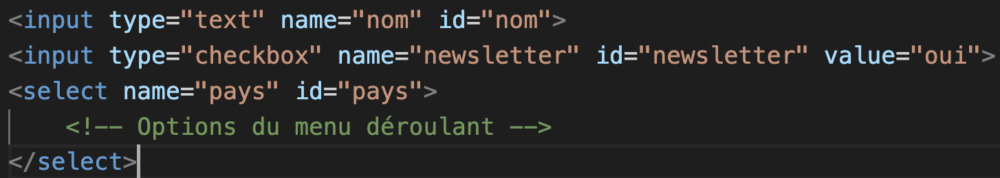 <input type="text" name="nom" id="nom">
<input type="checkbox" name="newsletter" id="newsletter" value="oui">
<select name="pays" id="pays">
    <!-- Options du menu déroulant -->
</select>